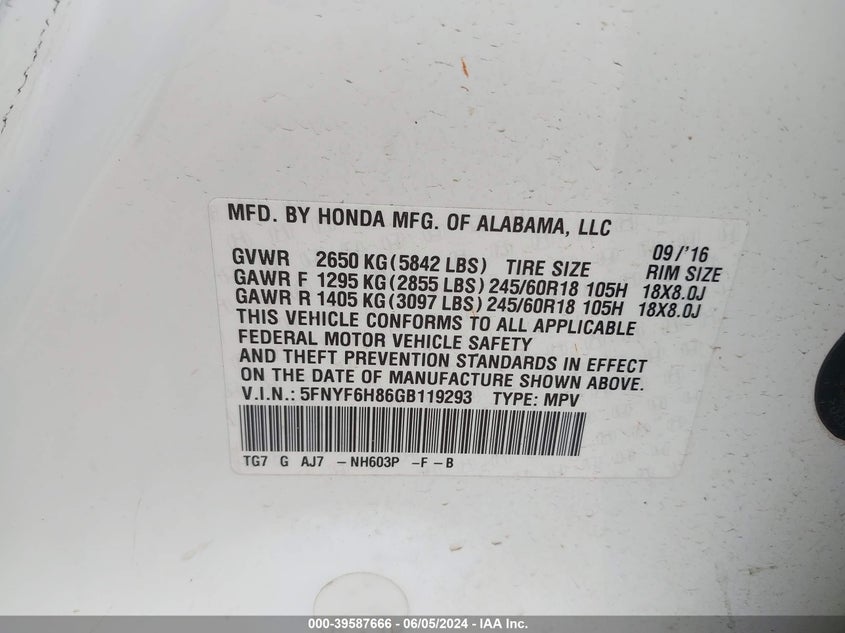 MFD. BY HONDA MFG. OF ALABAMA, LLC
09/'16
GVWR 2650 KG(5842 LBS) TIRE SIZE RIM SIZE
GAWR F 1295 KG(2855 LBS)245/60R18 105H 18X8.0J
GAWR R 1405 KG(3097 LBS)245/60R18 105H 18X8.0J
THIS VEHICLE CONFORMS TO ALL APPLICABLE
FEDERAL MOTOR VEHICLE SAFETY
AND THEFT PREVENTION STANDARDS IN EFFECT
ON THE DATE OF MANUFACTURE SHOWN ABOVE.
V.I.N.: 5FNYF6H86GB119293 TYPE: MPV
TG7 G AJ7 -NH603P -F -B
000-39587666 - 06/05/2024 - IAA Inc.